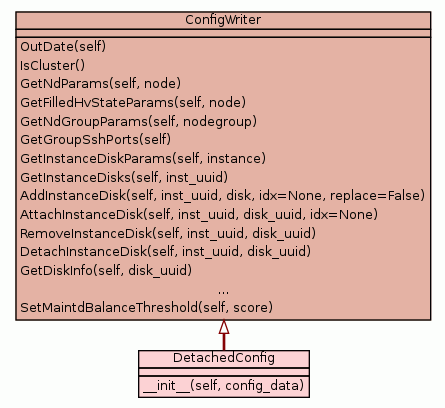 ConfigWriter
OutDate(self)
IsCluster()
GetNdParams(self, node)
GetFilledHvStateParams(self, node)
GetNdGroupParams(self, nodegroup)
GetGroupSshPorts(self)
GetInstanceDiskParams(self, instance)
GetInstanceDisks(self, inst_uuid)
AddInstanceDisk(self, inst_uuid, disk, idx=None, replace=False)
AttachInstanceDisk(self, inst_uuid, disk_uuid, idx=None)
RemoveInstanceDisk(self, inst_uuid, disk_uuid)
DetachInstanceDisk(self, inst_uuid, disk_uuid)
GetDiskInfo(self, disk_uuid)
...
SetMaintdBalanceThreshold(self, score)
DetachedConfig
__init__(self, config_data)